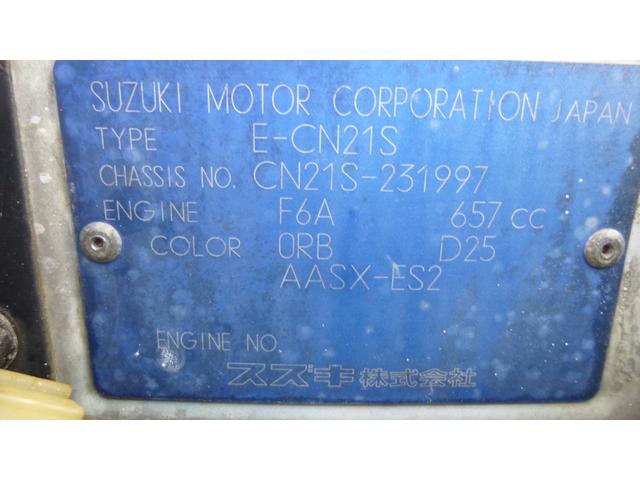 SUZUKI MOTOR CORPORATION JAPAN
TYPE E-CN21S
CHASSIS NO. CN21S-231997
ENGINE F6A 657 cc
COLOR 0RB D25
AASX-ES2
ENGINE NO.
スズキ株式会社